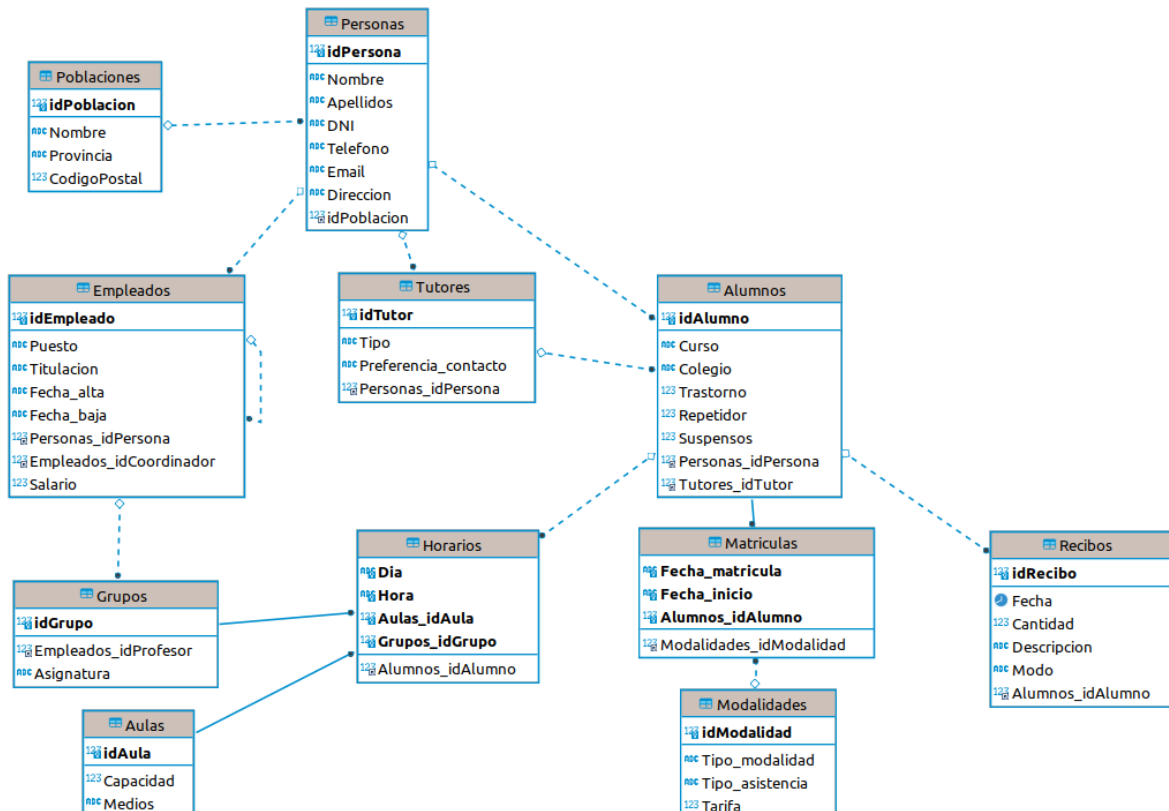 Personas
idPersona
Nombre
Apellidos
DNI
Telefono
Email
Direccion
idPoblacion
Poblaciones
idPoblacion
Nombre
Provincia
CodigoPostal
Empleados
idEmpleado
Puesto
Titulacion
Fecha_alta
Fecha_baja
Personas_idPersona
Empleados_idCoordinador
Salario
Tutores
idTutor
Tipo
Preferencia_contacto
Personas_idPersona
Alumnos
idAlumno
Curso
Colegio
Trastorno
Repetidor
Suspensos
Personas_idPersona
Tutores_idTutor
Grupos
idGrupo
Empleados_idProfesor
Asignatura
Horarios
Dia
Hora
Aulas_idAula
Grupos_idGrupo
Alumnos_idAlumno
Matriculas
Fecha_matricula
Fecha_inicio
Alumnos_idAlumno
Modalidades_idModalidad
Recibos
idRecibo
Fecha
Cantidad
Descripcion
Modo
Alumnos_idAlumno
Aulas
idAula
Capacidad
Medios
Modalidades
idModalidad
Tipo_modalidad
Tipo_asistencia
Tarifa